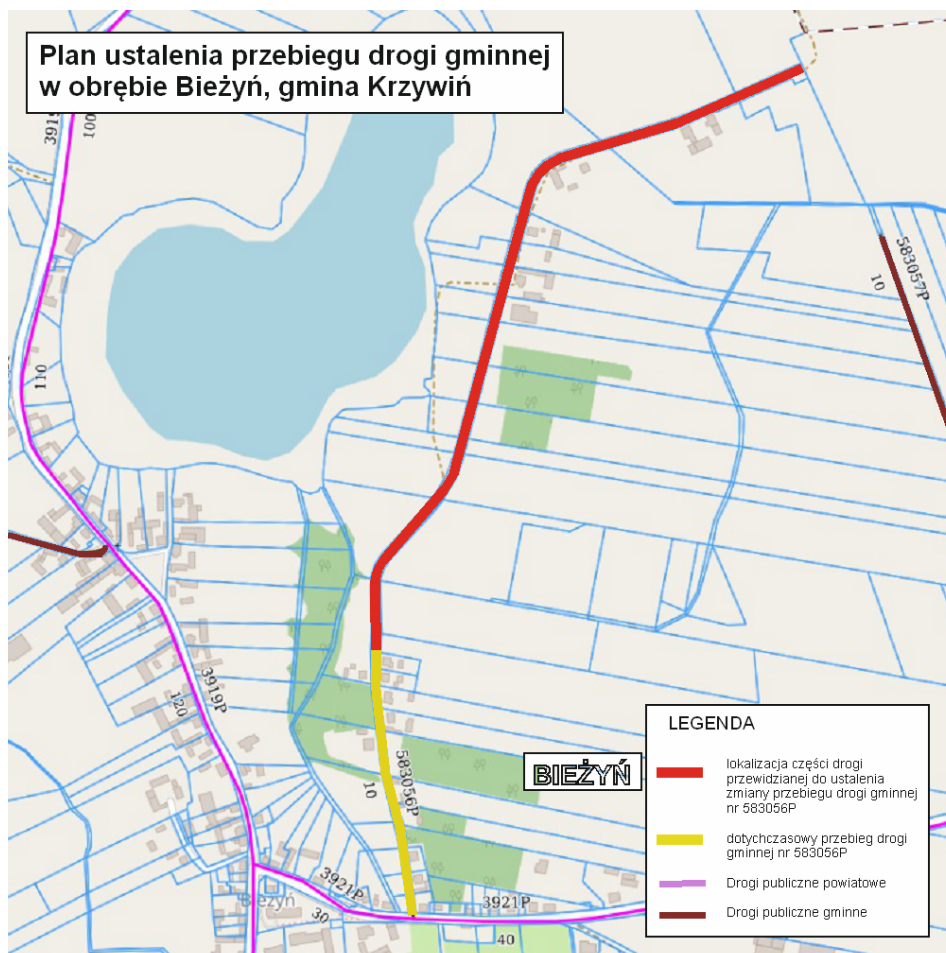 Plan ustalenia przebiegu drogi gminnej
w obrębie Bieżyń, gmina Krzywiń
3919
100
583057P
10
110
3919P
120
583056P
10
BIEŻYŃ
3921P
30
Bieżyń
3921P
40
LEGENDA
lokalizacja części drogi
przewidzianej do ustalenia
zmiany przebiegu drogi gminnej
nr 583056P
dotychczasowy przebieg drogi
gminnej nr 583056P
Drogi publiczne powiatowe
Drogi publiczne gminne